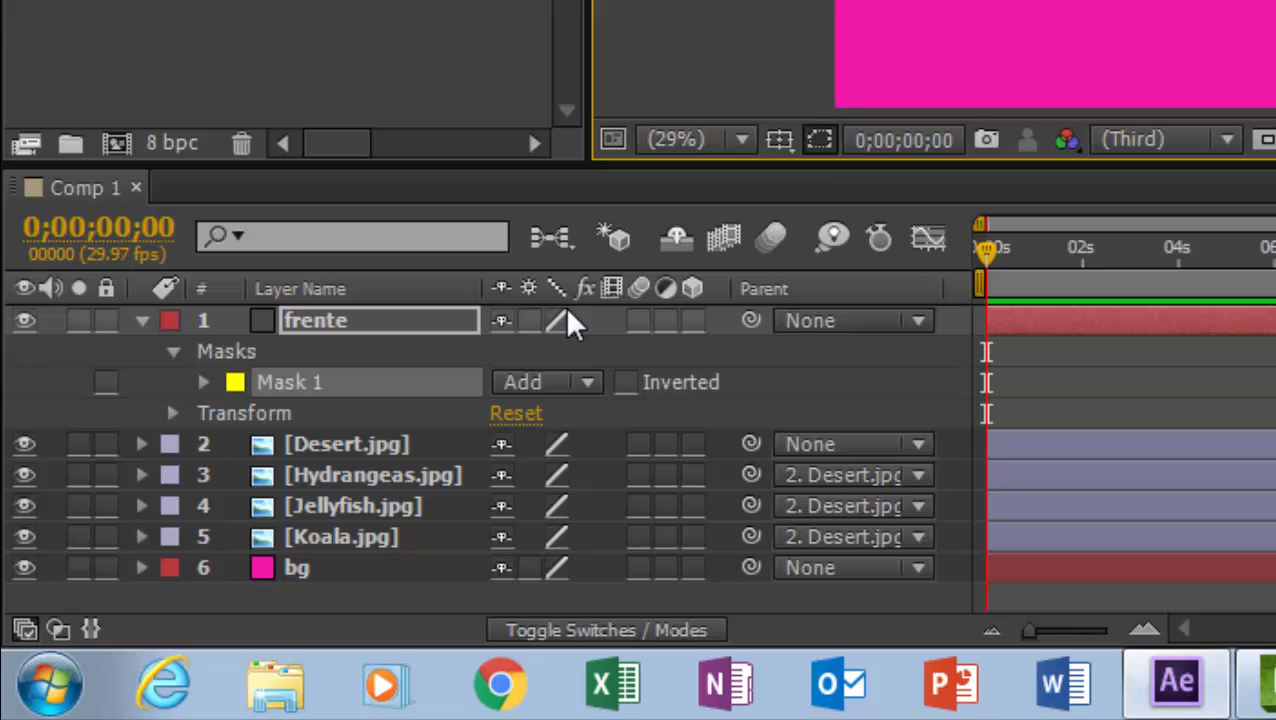 8 bpc
(29%)
0;00;00;00
(Third)
Comp 1 ×
0;00;00;00
00000 (29.97 fps)
02s
04s
# Layer Name fx Parent
1 frente None
Masks
Mask 1 Add Inverted
Transform Reset
2 [Desert.jpg] None
3 [Hydrangeas.jpg] 2. Desert.jpg
4 [Jellyfish.jpg] 2. Desert.jpg
5 [Koala.jpg] 2. Desert.jpg
6 bg None
Toggle Switches / Modes
Ae